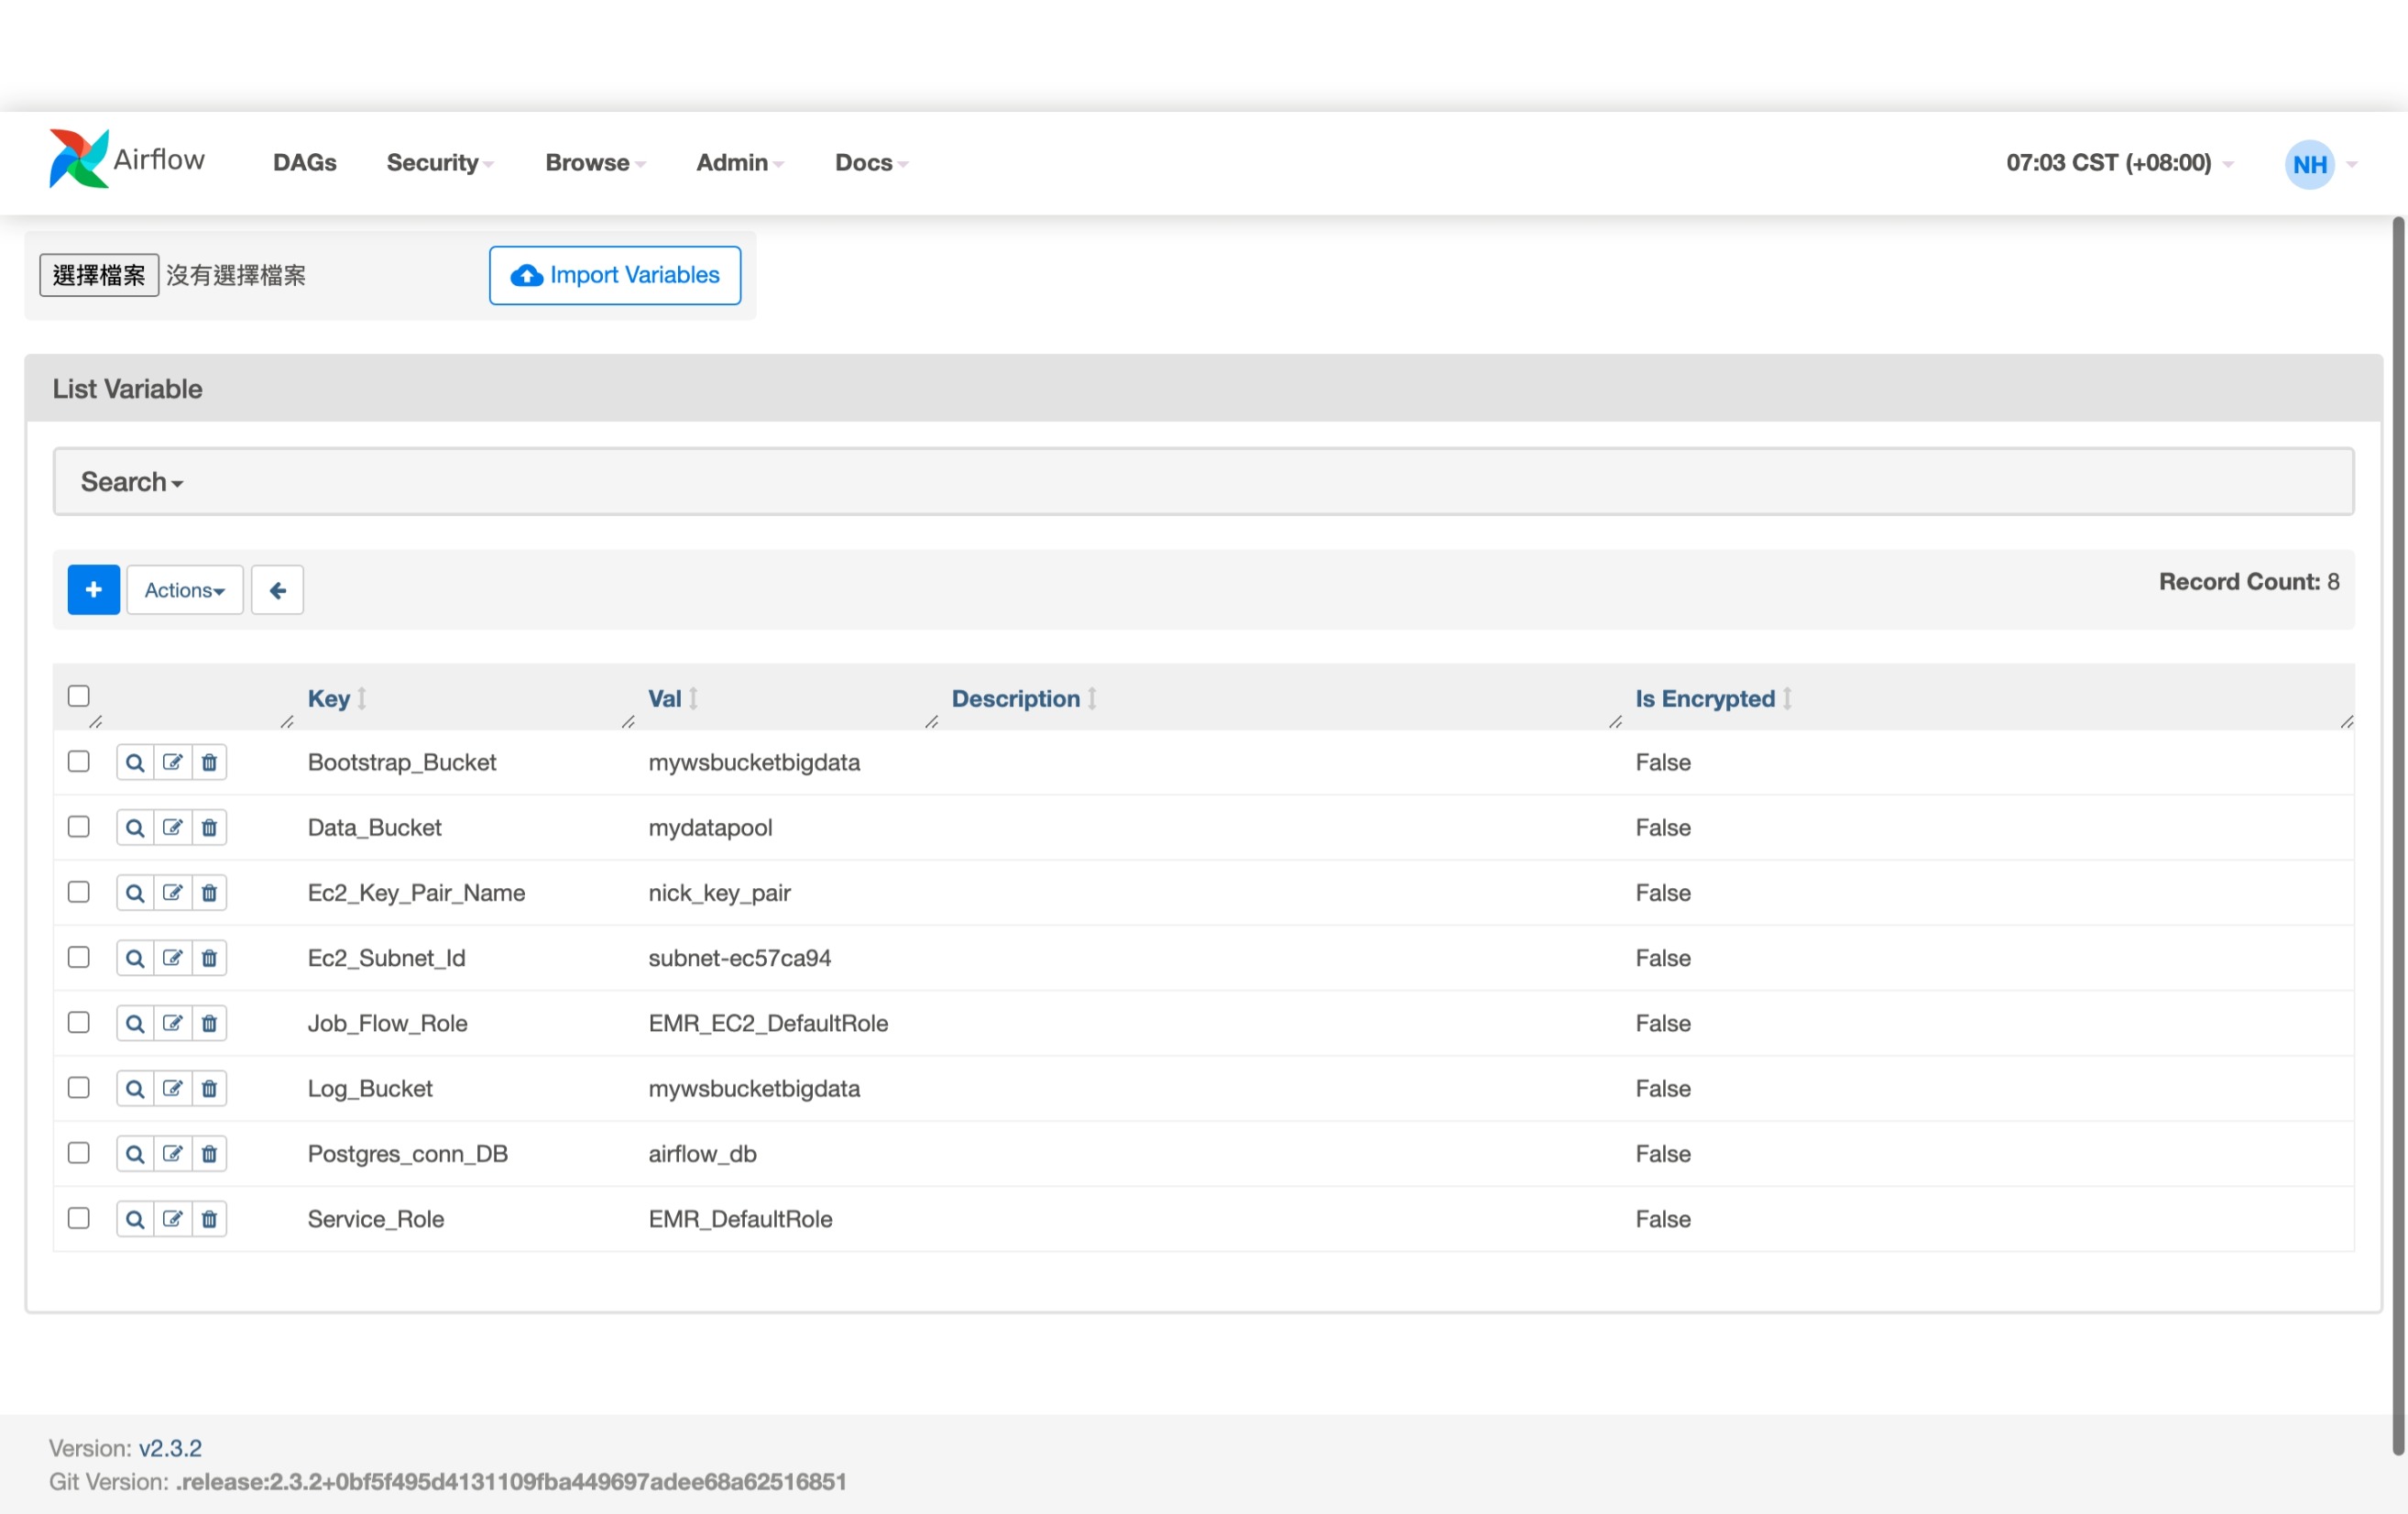 Airflow DAGs Security Browse Admin Docs 07:03 CST (+08:00) NH
選擇檔案 沒有選擇檔案 Import Variables
List Variable
Search
+ Actions Record Count: 8
Key Val Description Is Encrypted
Bootstrap_Bucket mywsbucketbigdata False
Data_Bucket mydatapool False
Ec2_Key_Pair_Name nick_key_pair False
Ec2_Subnet_Id subnet-ec57ca94 False
Job_Flow_Role EMR_EC2_DefaultRole False
Log_Bucket mywsbucketbigdata False
Postgres_conn_DB airflow_db False
Service_Role EMR_DefaultRole False
Version: v2.3.2
Git Version: .release:2.3.2+0bf5f495d4131109fba449697adee68a62516851